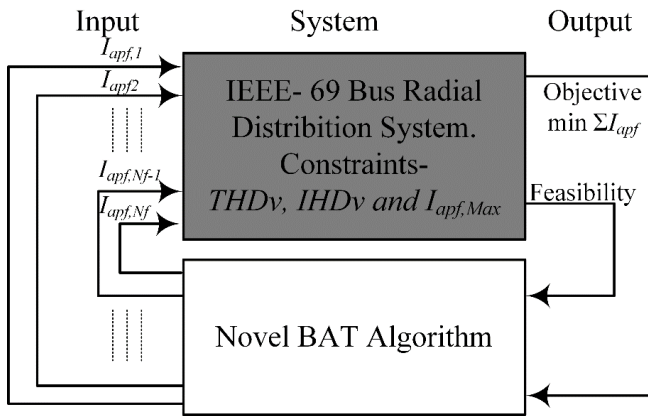 Input
System
Output
I_apf,1
I_apf2
I_apf,Nf-1
I_apf,Nf
IEEE- 69 Bus Radial
Distribition System.
Constraints-
THDv, IHDv and I_apf,Max
Objective
min ΣI_apf
Feasibility
Novel BAT Algorithm